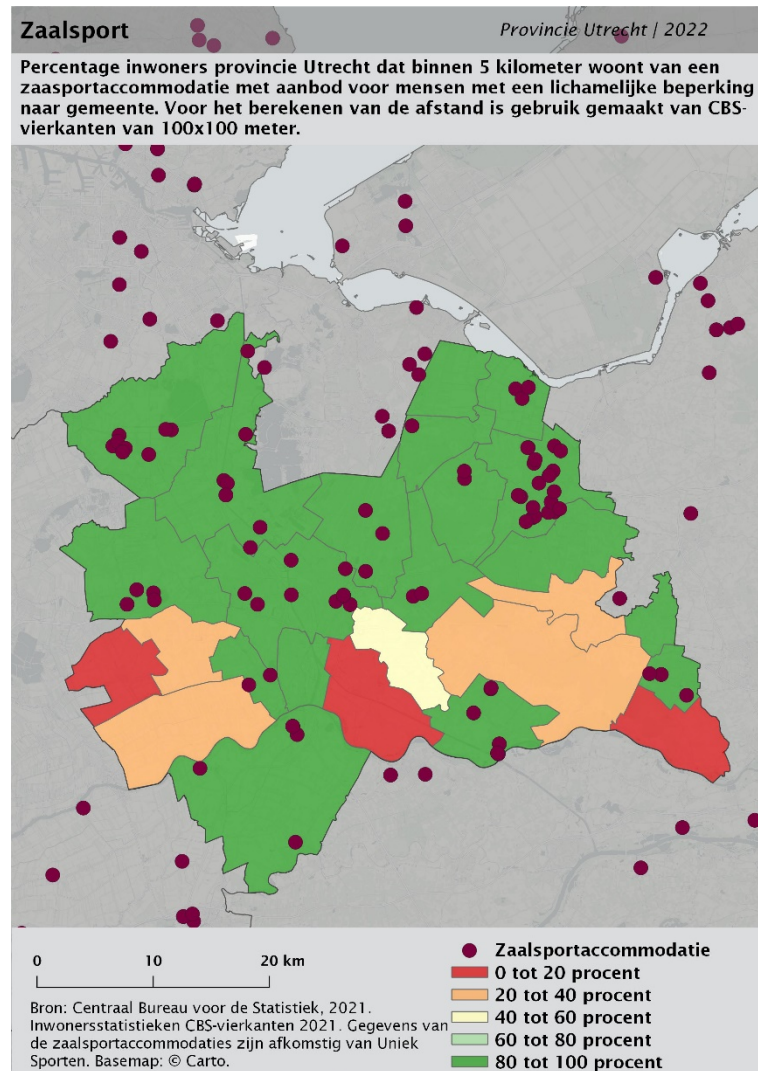 Zaalsport
Provincie Utrecht | 2022
Percentage inwoners provincie Utrecht dat binnen 5 kilometer woont van een
zaasportaccommodatie met aanbod voor mensen met een lichamelijke beperking
naar gemeente. Voor het berekenen van de afstand is gebruik gemaakt van CBS-
vierkanten van 100x100 meter.
0 10 20 km
Bron: Centraal Bureau voor de Statistiek, 2021.
Inwonersstatistieken CBS-vierkanten 2021. Gegevens van
de zaalsportaccommodaties zijn afkomstig van Uniek
Sporten. Basemap: © Carto.
Zaalsportaccommodatie
0 tot 20 procent
20 tot 40 procent
40 tot 60 procent
60 tot 80 procent
80 tot 100 procent